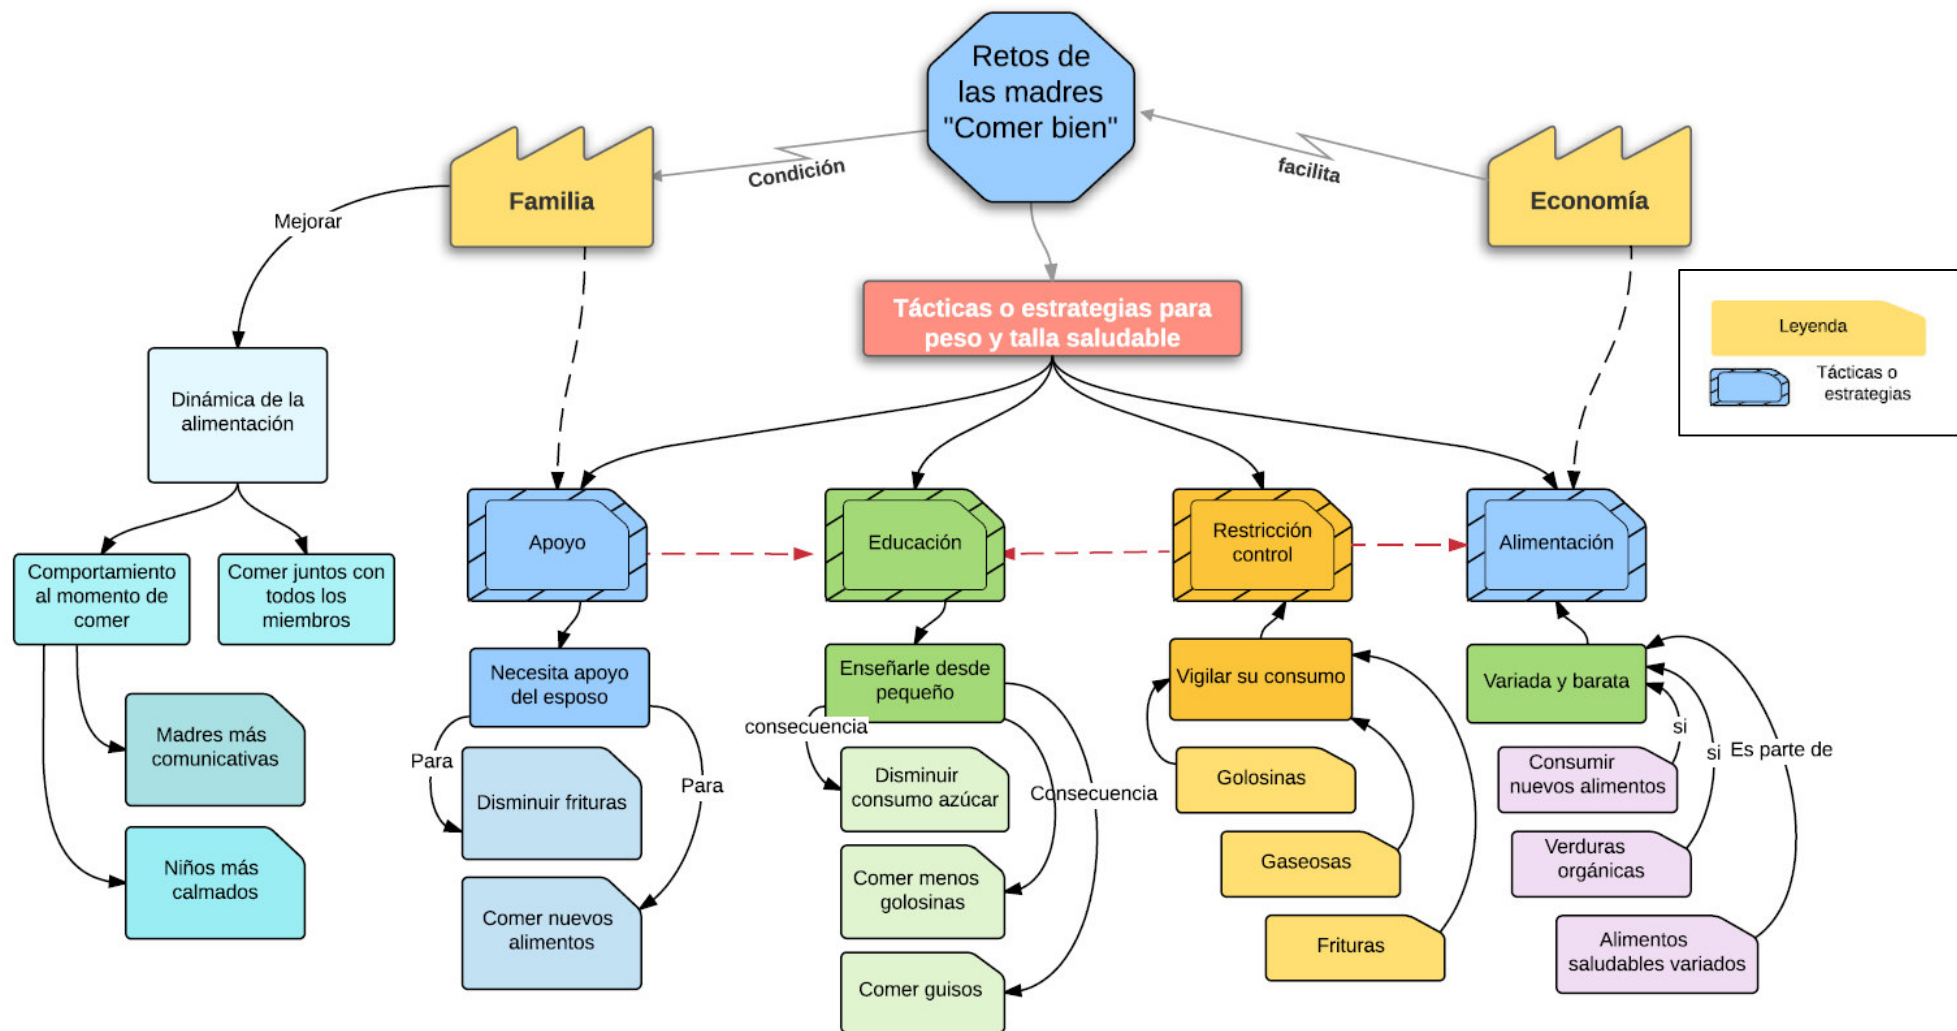 Retos de
las madres
"Comer bien"
Condición
facilita
Familia
Economía
Mejorar
Tácticas o estrategias para
peso y talla saludable
Leyenda
Tácticas o
estrategias
Dinámica de la
alimentación
Apoyo
Educación
Restricción
control
Alimentación
Comportamiento
al momento de
comer
Comer juntos con
todos los
miembros
Necesita apoyo
del esposo
Enseñarle desde
pequeño
Vigilar su consumo
Variada y barata
Madres más
comunicativas
Niños más
calmados
Para
Para
Disminuir frituras
Comer nuevos
alimentos
consecuencia
Consecuencia
Disminuir
consumo azúcar
Comer menos
golosinas
Comer guisos
Golosinas
Gaseosas
Frituras
si
si
Es parte de
Consumir
nuevos alimentos
Verduras
orgánicas
Alimentos
saludables variados